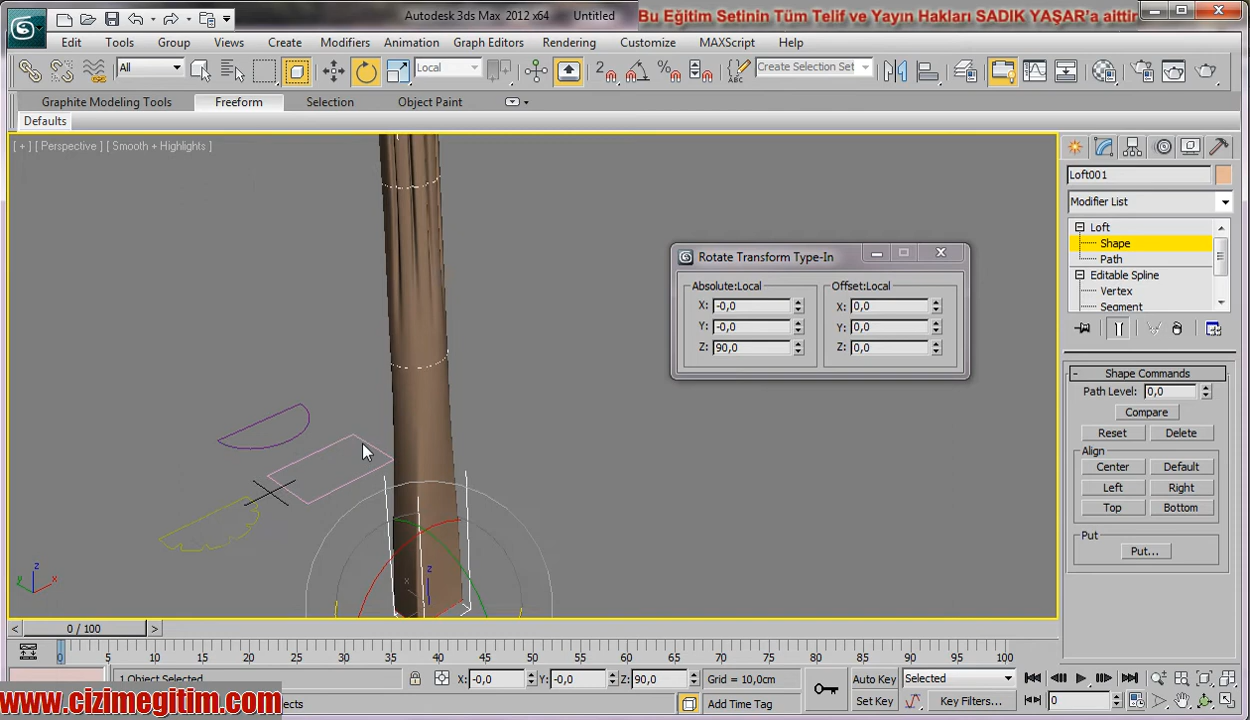 Autodesk 3ds Max 2012 x64 Untitled
Bu Eğitim Setinin Tüm Telif ve Yayın Hakları SADIK YAŞAR'a aittir
Edit Tools Group Views Create Modifiers Animation Graph Editors Rendering Customize MAXScript Help
All Local Create Selection Set
Graphite Modeling Tools Freeform Selection Object Paint
Defaults
[ + ] [ Perspective ] [ Smooth + Highlights ]
Loft001
Modifier List
Loft
Shape
Path
Editable Spline
Vertex
Segment
Rotate Transform Type-In
Absolute:Local Offset:Local
X: -0,0 X: 0,0
Y: -0,0 Y: 0,0
Z: 90,0 Z: 0,0
Shape Commands
Path Level: 0,0
Compare
Reset Delete
Align
Center Default
Left Right
Top Bottom
Put
Put...
z
x
z
y x
0 / 100
0 5 10 15 20 25 30 35 40 45 50 55 60 65 70 75 80 85 90 95 100
1 Object Selected X: -0,0 Y: -0,0 Z: 90,0 Grid = 10,0cm Auto Key Selected
Add Time Tag Set Key Key Filters... 0
www.cizimegitim.com